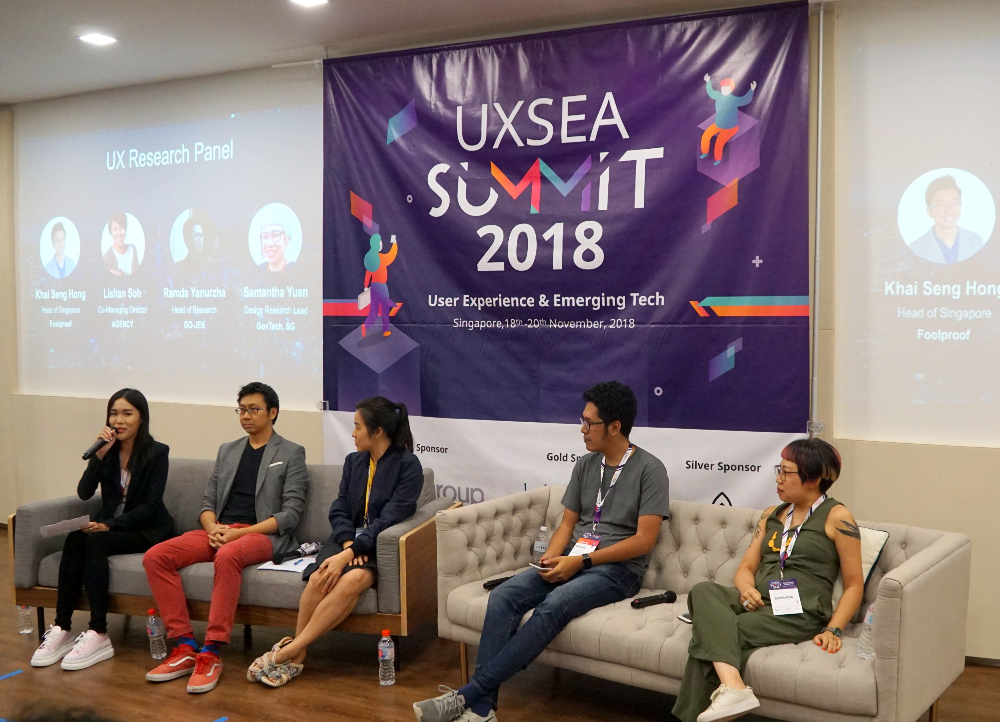 UX Research Panel
Khai Seng Hong
Head of Singapore
Foolproof
Lishan Soh
Co-Managing Director
AGENCY
Ramda Yanurzha
Head of Research
GO-JEK
Samantha Yuen
Design Research Lead
GovTech, SG
UXSEA
SUMMIT
2018
User Experience & Emerging Tech
Singapore,18th -20th November, 2018
Sponsor
Gold
Silver Sponsor
Khai Seng Hong
Head of Singapore
Foolproof